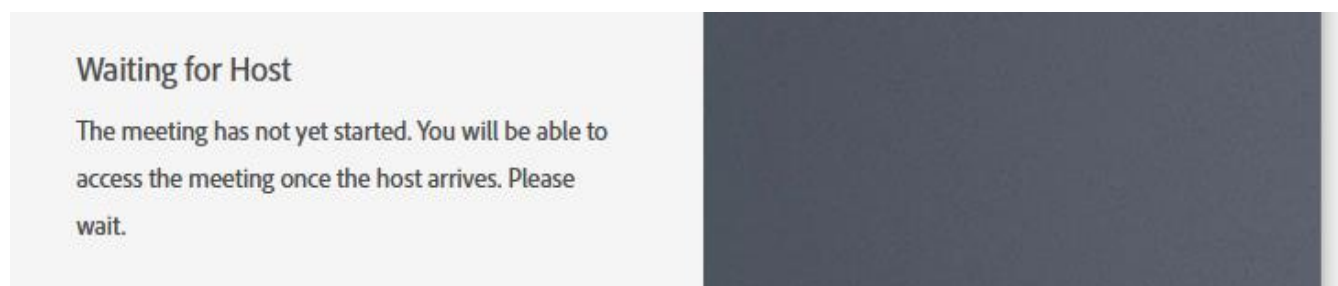 Waiting for Host
The meeting has not yet started. You will be able to
access the meeting once the host arrives. Please
wait.